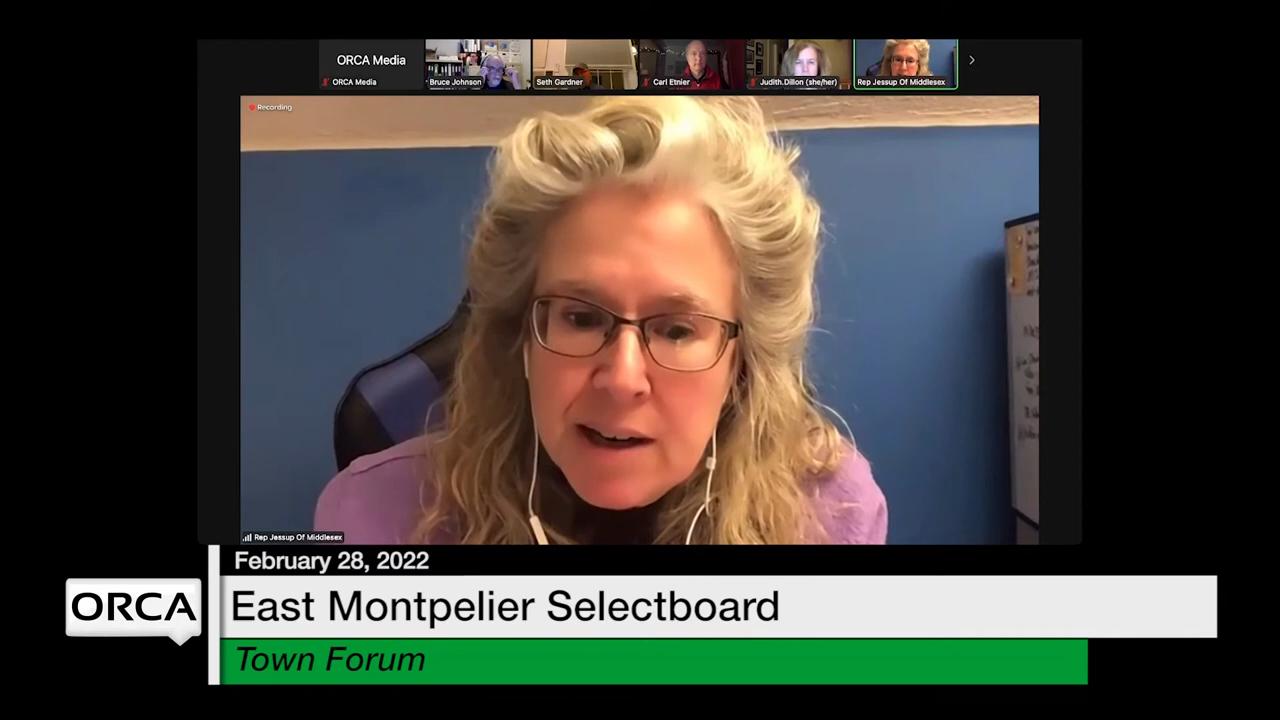 ORCA Media
ORCA Media
Bruce Johnson
Seth Gardner
Carl Etnier
Judith.Dillon (she/her)
Rep Jessup Of Middlesex
Recording
Rep Jessup Of Middlesex
February 28, 2022
ORCA
East Montpelier Selectboard
Town Forum